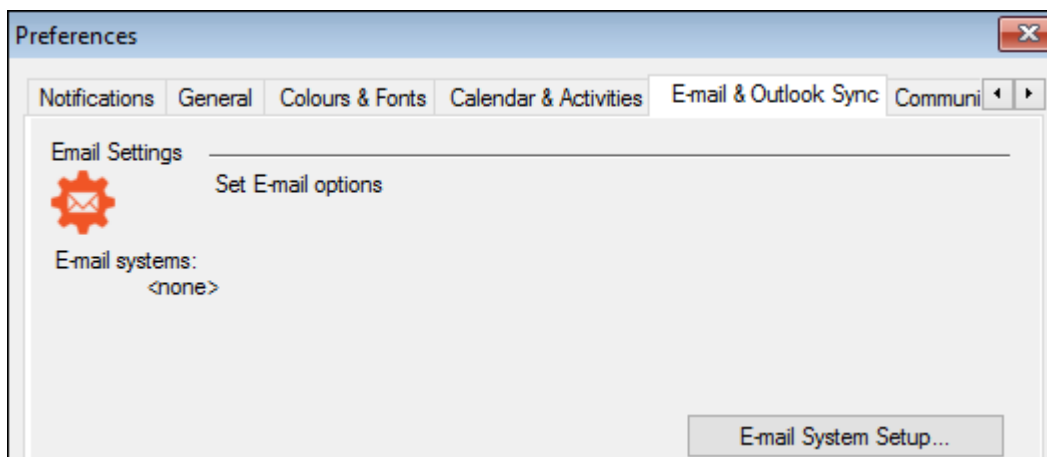 Preferences
Notifications General Colours & Fonts Calendar & Activities E-mail & Outlook Sync Communi
Email Settings
Set E-mail options
E-mail systems:
<none>
E-mail System Setup...